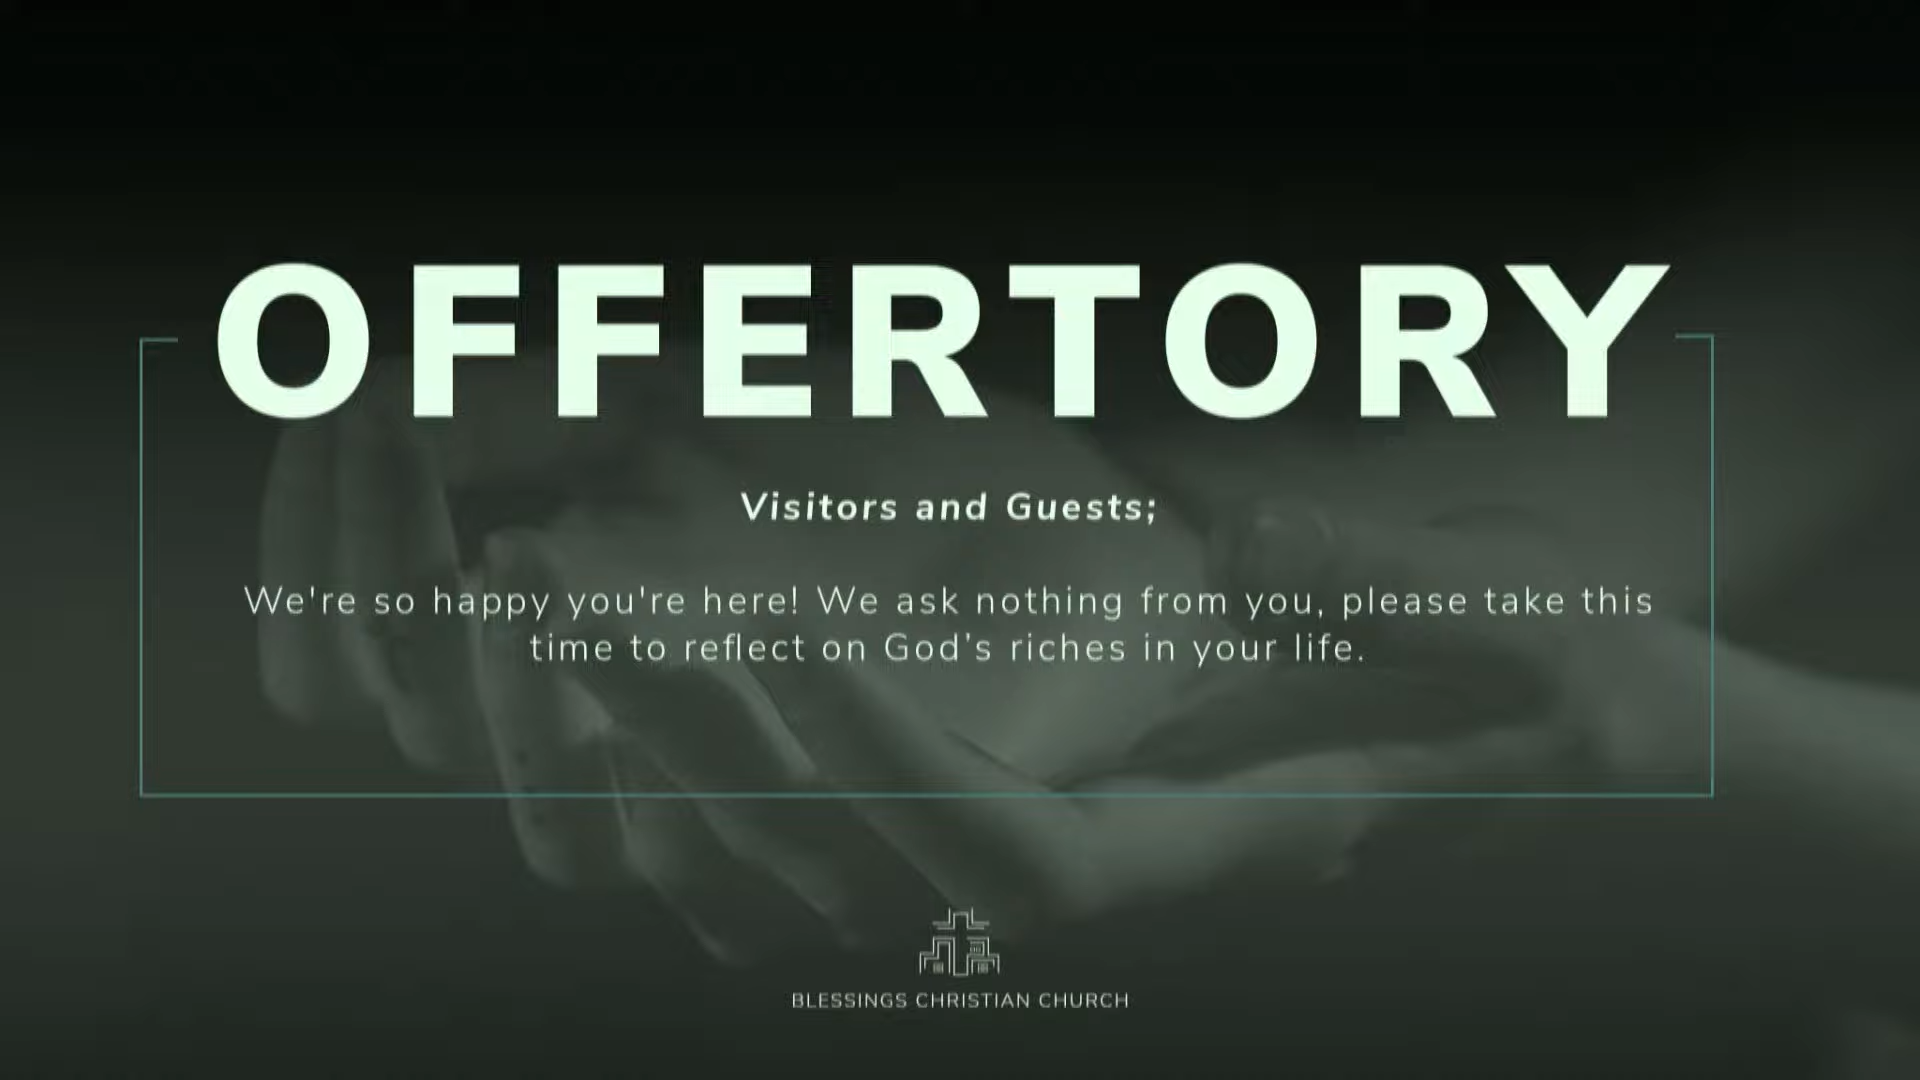 OFFERTORY
Visitors and Guests;
We're so happy you're here! We ask nothing from you, please take this
time to reflect on God’s riches in your life.
BLESSINGS CHRISTIAN CHURCH